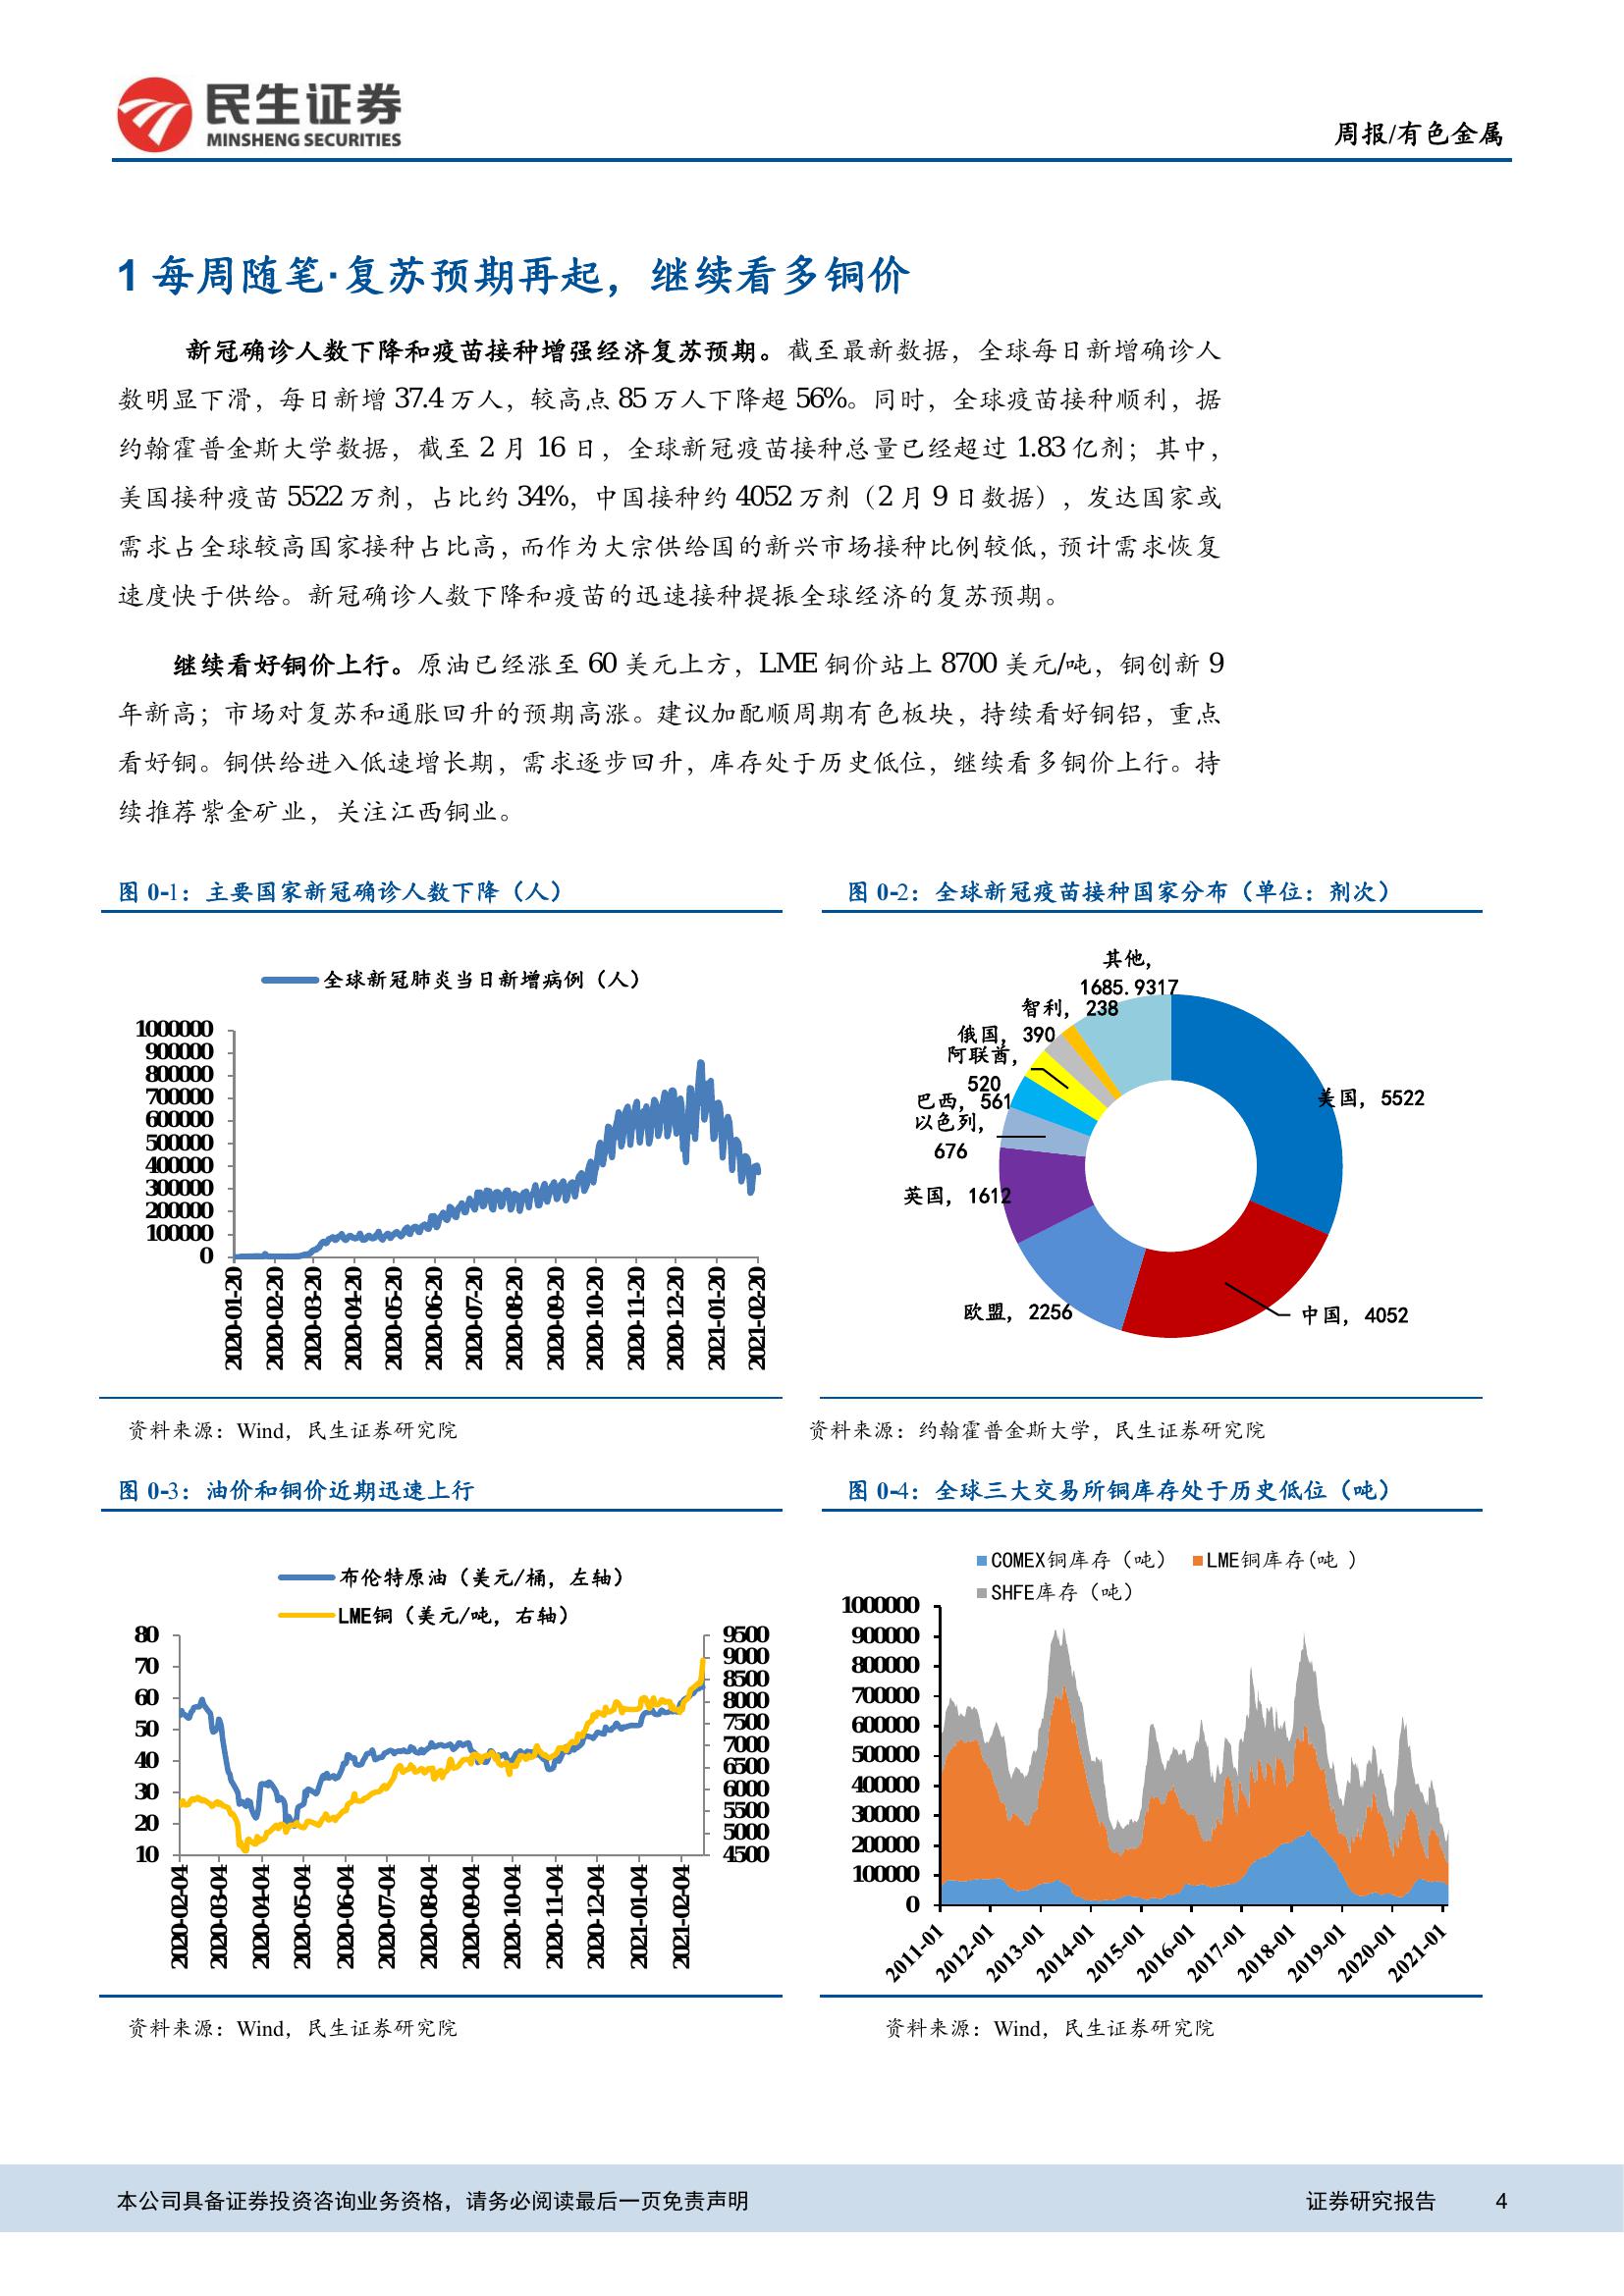 民生证券
MINSHENG SECURITIES
周报/有色金属
1 每周随笔·复苏预期再起，继续看多铜价
新冠确诊人数下降和疫苗接种增强经济复苏预期。截至最新数据，全球每日新增确诊人
数明显下滑，每日新增 37.4 万人，较高点 85 万人下降超 56%。同时，全球疫苗接种顺利，据
约翰霍普金斯大学数据，截至 2 月 16 日，全球新冠疫苗接种总量已经超过 1.83 亿剂；其中，
美国接种疫苗 5522 万剂，占比约 34%，中国接种约 4052 万剂（2 月 9 日数据），发达国家或
需求占全球较高国家接种占比高，而作为大宗供给国的新兴市场接种比例较低，预计需求恢复
速度快于供给。新冠确诊人数下降和疫苗的迅速接种提振全球经济的复苏预期。
继续看好铜价上行。原油已经涨至 60 美元上方，LME 铜价站上 8700 美元/吨，铜创新 9
年新高；市场对复苏和通胀回升的预期高涨。建议加配顺周期有色板块，持续看好铜铝，重点
看好铜。铜供给进入低速增长期，需求逐步回升，库存处于历史低位，继续看多铜价上行。持
续推荐紫金矿业，关注江西铜业。
图 0-1：主要国家新冠确诊人数下降（人）
全球新冠肺炎当日新增病例（人）
1000000
900000
800000
700000
600000
500000
400000
300000
200000
100000
0
2020-01-20
2020-02-20
2020-03-20
2020-04-20
2020-05-20
2020-06-20
2020-07-20
2020-08-20
2020-09-20
2020-10-20
2020-11-20
2020-12-20
2021-01-20
2021-02-20
资料来源：Wind，民生证券研究院
图 0-2：全球新冠疫苗接种国家分布（单位：剂次）
其他，
1685.9317
智利，238
俄国，390
阿联酋，
520
巴西，561
以色列，
676
英国，1612
欧盟，2256
美国，5522
中国，4052
资料来源：约翰霍普金斯大学，民生证券研究院
图 0-3：油价和铜价近期迅速上行
布伦特原油（美元/桶，左轴）
LME铜（美元/吨，右轴）
80
70
60
50
40
30
20
10
9500
9000
8500
8000
7500
7000
6500
6000
5500
5000
4500
2020-02-04
2020-03-04
2020-04-04
2020-05-04
2020-06-04
2020-07-04
2020-08-04
2020-09-04
2020-10-04
2020-11-04
2020-12-04
2021-01-04
2021-02-04
资料来源：Wind，民生证券研究院
图 0-4：全球三大交易所铜库存处于历史低位（吨）
COMEX铜库存（吨） LME铜库存(吨 )
SHFE库存（吨）
1000000
900000
800000
700000
600000
500000
400000
300000
200000
100000
0
2011-01
2012-01
2013-01
2014-01
2015-01
2016-01
2017-01
2018-01
2019-01
2020-01
2021-01
资料来源：Wind，民生证券研究院
本公司具备证券投资咨询业务资格，请务必阅读最后一页免责声明 证券研究报告 4